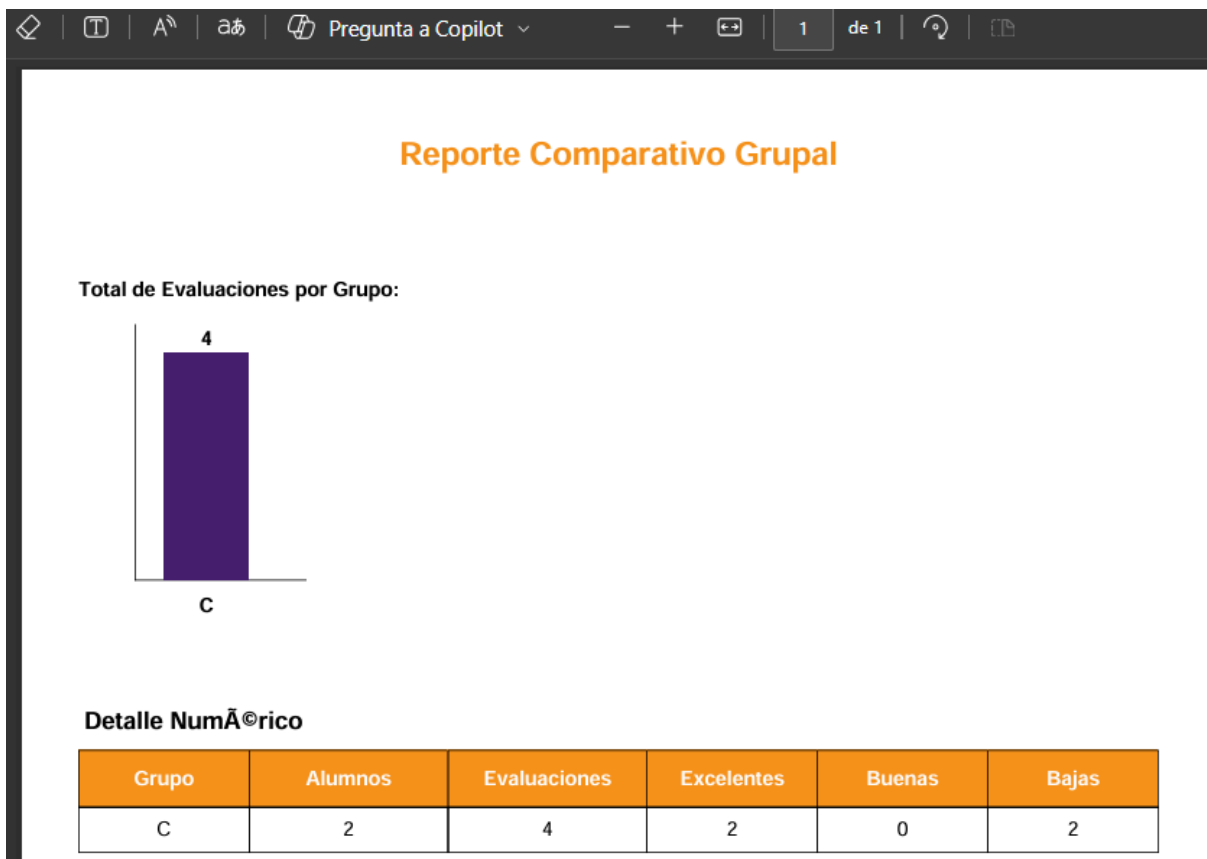 Pregunta a Copilot
1 de 1
Reporte Comparativo Grupal
Total de Evaluaciones por Grupo:
4
C
Detalle NumÃ©rico
Grupo Alumnos Evaluaciones Excelentes Buenas Bajas
C 2 4 2 0 2